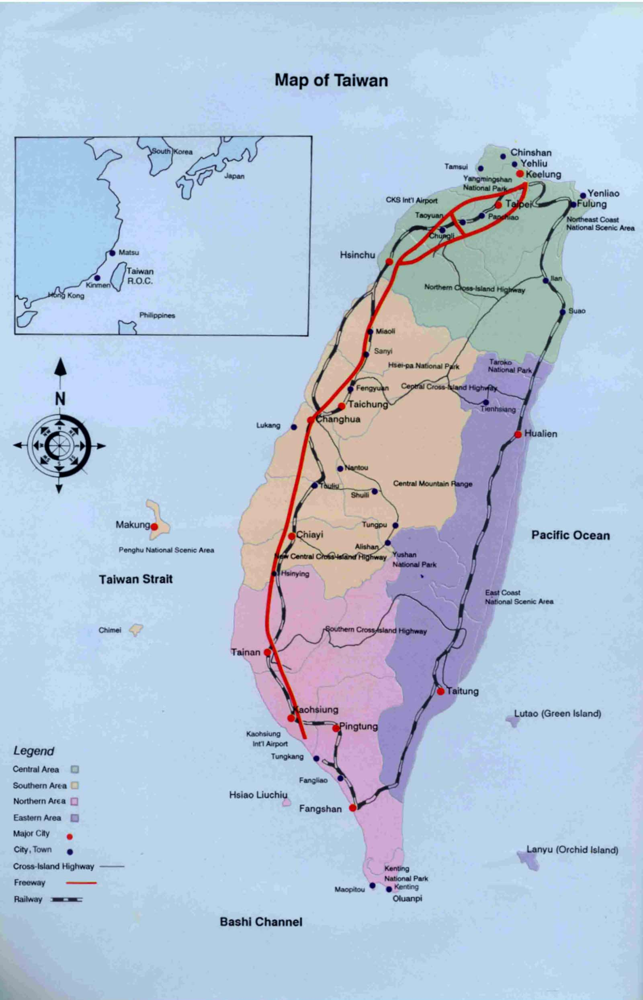 Map of Taiwan
South Korea
Japan
Matsu
Taiwan
R.O.C.
Kinmen
Hong Kong
Philippines
Chinshan
Yehliu
Tamsui
Keelung
Yangmingshan
National Park
Yenliao
CKS Int'l Airport
Taipei
Fulung
Taoyuan
Panchiao
Northeast Coast
National Scenic Area
Chungli
Hsinchu
Ilan
Northern Cross-Island Highway
Suao
Miaoli
Sanyi
Hsei-pa National Park
Taroko
National Park
Fengyuan
Central Cross-Island Highway
Taichung
Tienhsiang
Changhua
Lukang
Hualien
N
N
NE
E
SE
S
SW
W
NW
Nantou
Central Mountain Range
Touliu
Shuili
Makung
Tungpu
Chiayi
Pacific Ocean
Penghu National Scenic Area
Alishan
New Central Cross-Island Highway
Yushan
National Park
Hsinying
Taiwan Strait
East Coast
National Scenic Area
Chimei
Southern Cross-Island Highway
Tainan
Taitung
Kaohsiung
Lutao (Green Island)
Pingtung
Kaohsiung
Int'l Airport
Tungkang
Fangliao
Hsiao Liuchiu
Fangshan
Legend
Central Area
Southern Area
Northern Area
Eastern Area
Major City
City, Town
Cross-Island Highway
Freeway
Railway
Lanyu (Orchid Island)
Kenting
National Park
Maopitou
Kenting
Oluanpi
Bashi Channel